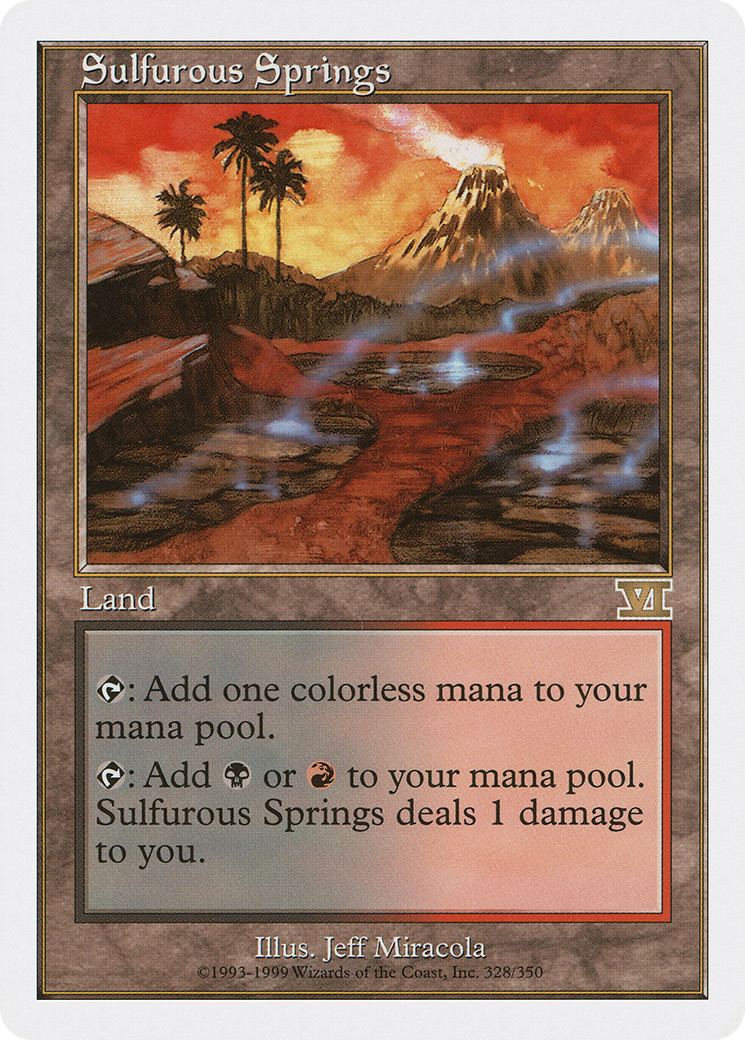 Sulfurous Springs
Land
VI
: Add one colorless mana to your
mana pool.
: Add or to your mana pool.
Sulfurous Springs deals 1 damage
to you.
Illus. Jeff Miracola
©1993-1999 Wizards of the Coast, Inc. 328/350